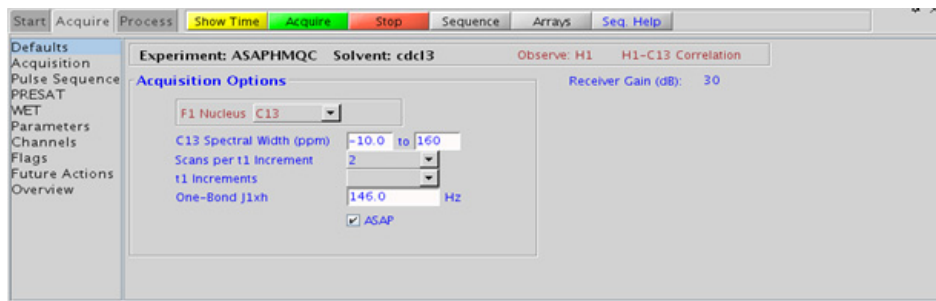 Start Acquire Process Show Time Acquire Stop Sequence Arrays Seq. Help
Defaults
Acquisition
Pulse Sequence
PRESAT
WET
Parameters
Channels
Flags
Future Actions
Overview
Experiment: ASAPHMQC Solvent: cdcl3 Observe: H1 H1-C13 Correlation
Acquisition Options Receiver Gain (dB): 30
F1 Nucleus C13
C13 Spectral Width (ppm) -10.0 to 160
Scans per t1 Increment 2
t1 Increments
One-Bond J1xh 146.0 Hz
ASAP